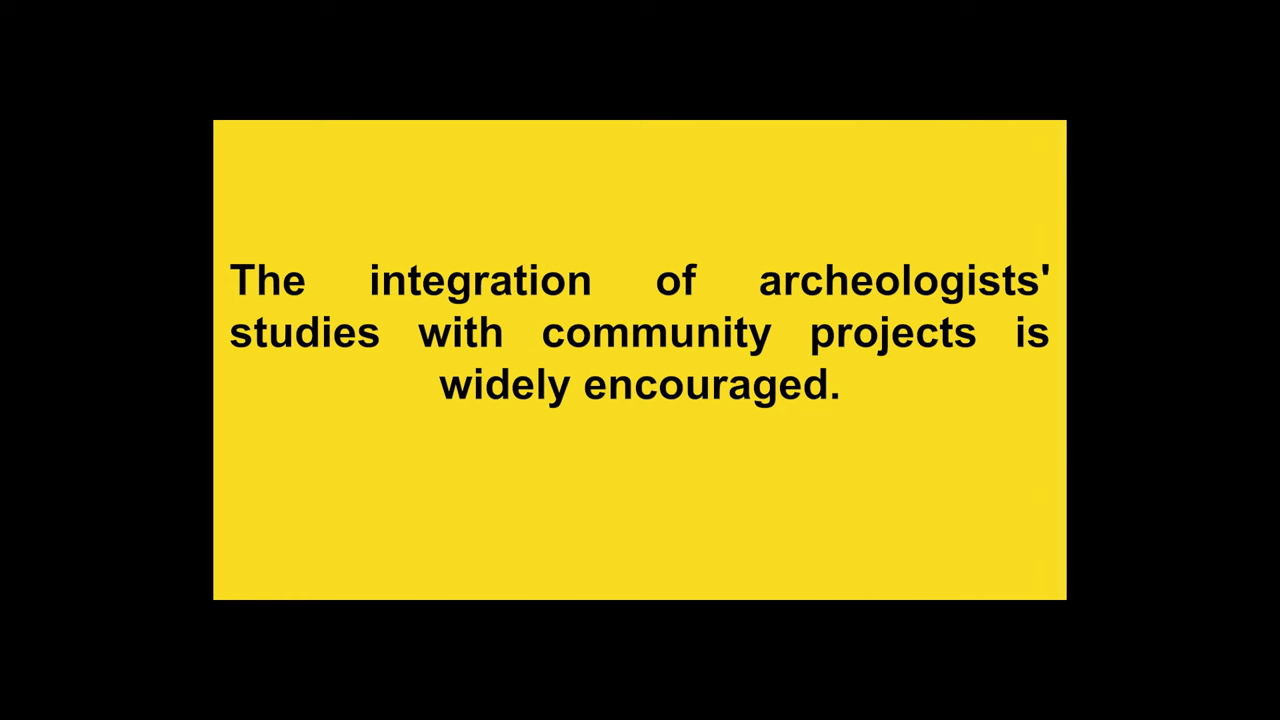 The integration of archeologists'
studies with community projects is
widely encouraged.